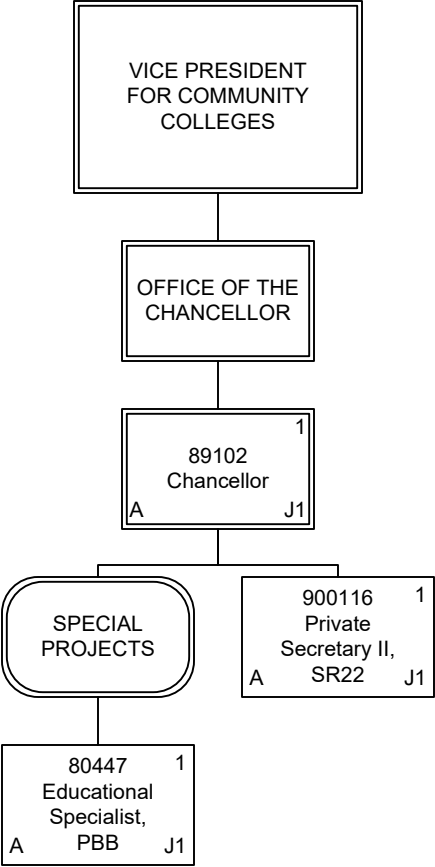 VICE PRESIDENT
FOR COMMUNITY
COLLEGES
OFFICE OF THE
CHANCELLOR
1
89102
Chancellor
A J1
SPECIAL
PROJECTS
900116 1
Private
Secretary II,
SR22
A J1
80447 1
Educational
Specialist,
PBB
A J1